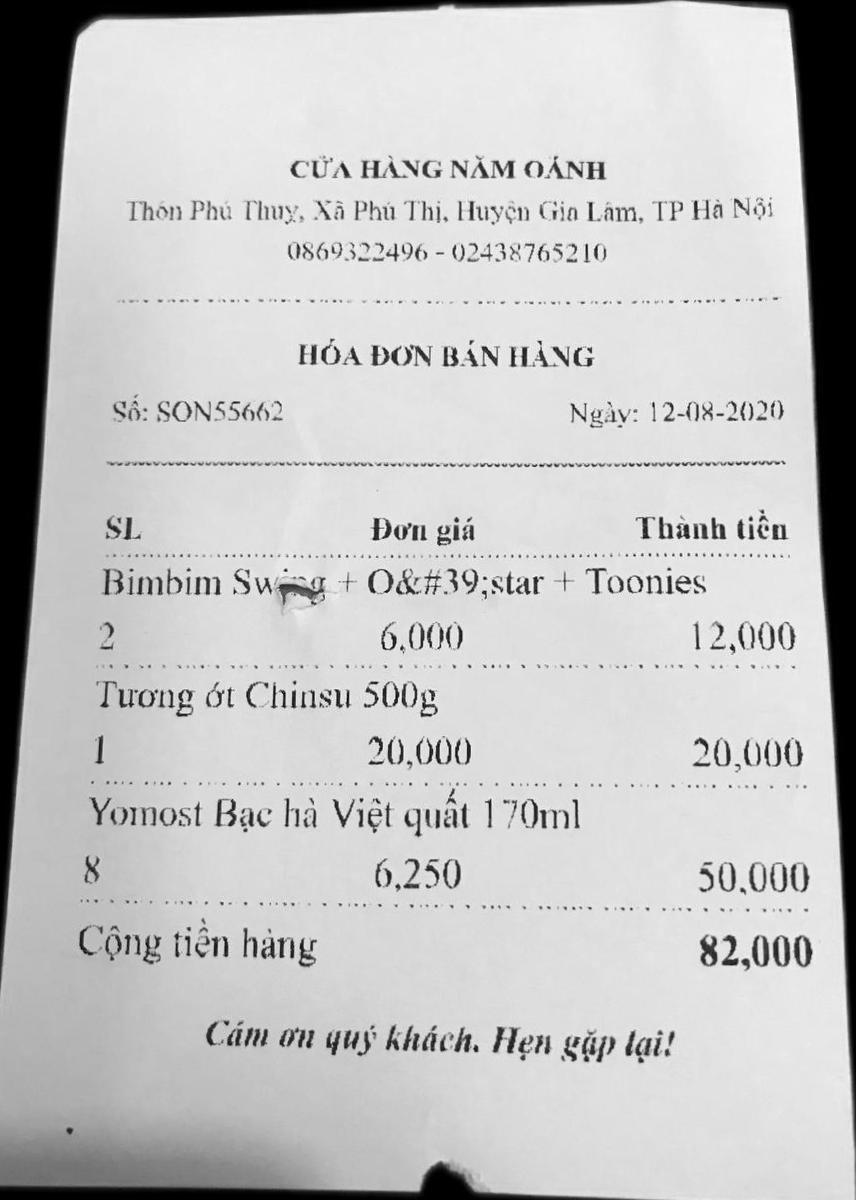 CỬA HÀNG NĂM OÁNH
Thôn Phú Thuỵ, Xã Phú Thị, Huyện Gia Lâm, TP Hà Nội
0869322496 - 02438765210
HÓA ĐƠN BÁN HÀNG
Số: SON55662 Ngày: 12-08-2020
SL Đơn giá Thành tiền
Bimbim Swing + O&#39;star + Toonies
2 6,000 12,000
Tương ớt Chinsu 500g
1 20,000 20,000
Yomost Bạc hà Việt quất 170ml
8 6,250 50,000
Cộng tiền hàng 82,000
Cám ơn quý khách. Hẹn gặp lại!